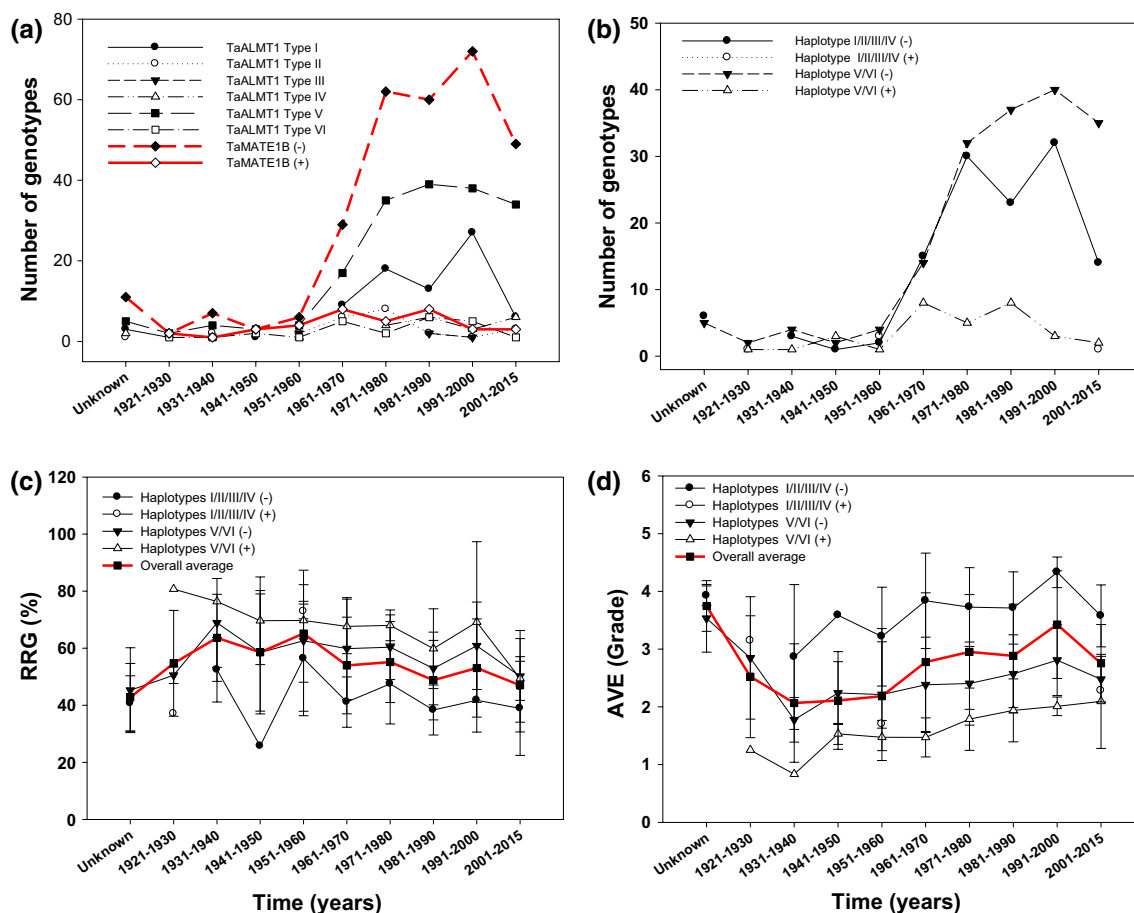 (a)
80
60
40
20
0
Number of genotypes
TaALMT1 Type I
TaALMT1 Type II
TaALMT1 Type III
TaALMT1 Type IV
TaALMT1 Type V
TaALMT1 Type VI
TaMATE1B (-)
TaMATE1B (+)
Unknown
1921-1930
1931-1940
1941-1950
1951-1960
1961-1970
1971-1980
1981-1990
1991-2000
2001-2015
(b)
50
40
30
20
10
0
Number of genotypes
Haplotype I/II/III/IV (-)
Haplotype I/II/III/IV (+)
Haplotype V/VI (-)
Haplotype V/VI (+)
Unknown
1921-1930
1931-1940
1941-1950
1951-1960
1961-1970
1971-1980
1981-1990
1991-2000
2001-2015
(c)
120
100
80
60
40
20
0
RRG (%)
Haplotypes I/II/III/IV (-)
Haplotypes I/II/III/IV (+)
Haplotypes V/VI (-)
Haplotypes V/VI (+)
Overall average
Unknown
1921-1930
1931-1940
1941-1950
1951-1960
1961-1970
1971-1980
1981-1990
1991-2000
2001-2015
Time (years)
(d)
6
5
4
3
2
1
0
AVE (Grade)
Haplotypes I/II/III/IV (-)
Haplotypes I/II/III/IV (+)
Haplotypes V/VI (-)
Haplotypes V/VI (+)
Overall average
Unknown
1921-1930
1931-1940
1941-1950
1951-1960
1961-1970
1971-1980
1981-1990
1991-2000
2001-2015
Time (years)